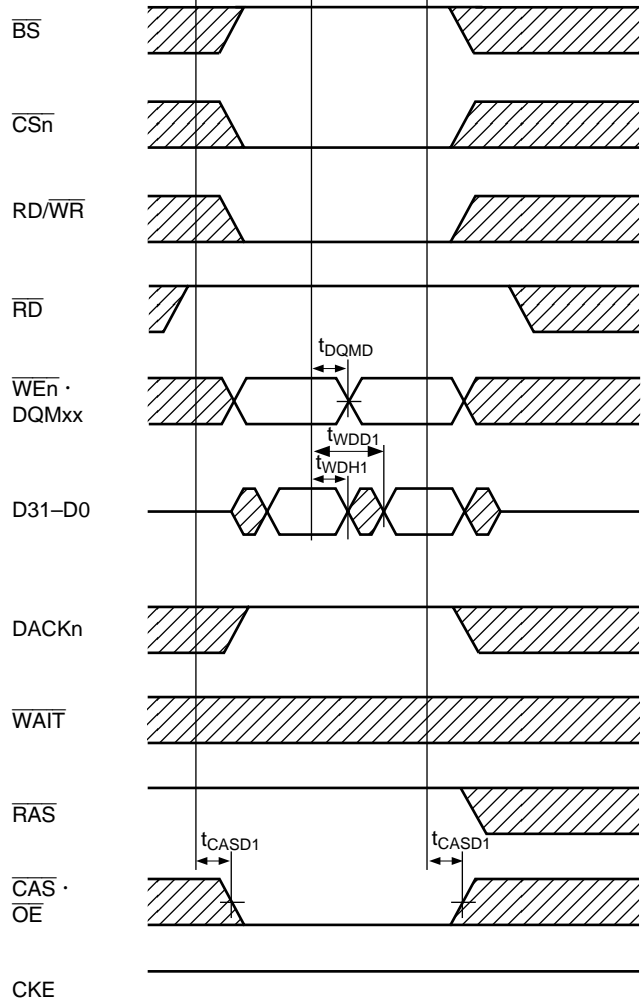 BS
CSn
RD/WR
RD
tDQMD
WEn ·
DQMxx
tWDD1
tWDH1
D31–D0
DACKn
WAIT
RAS
tCASD1 tCASD1
CAS ·
OE
CKE